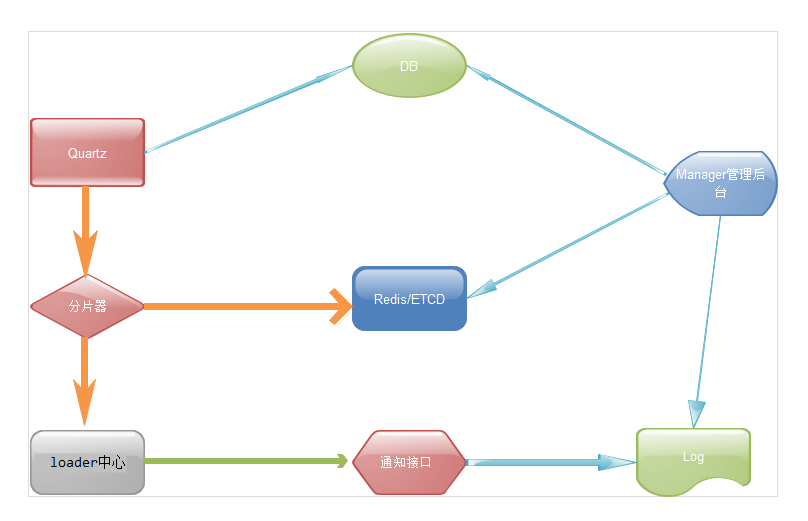 DB
Quartz
Manager管理后
台
分片器
Redis/ETCD
loader中心
通知接口
Log